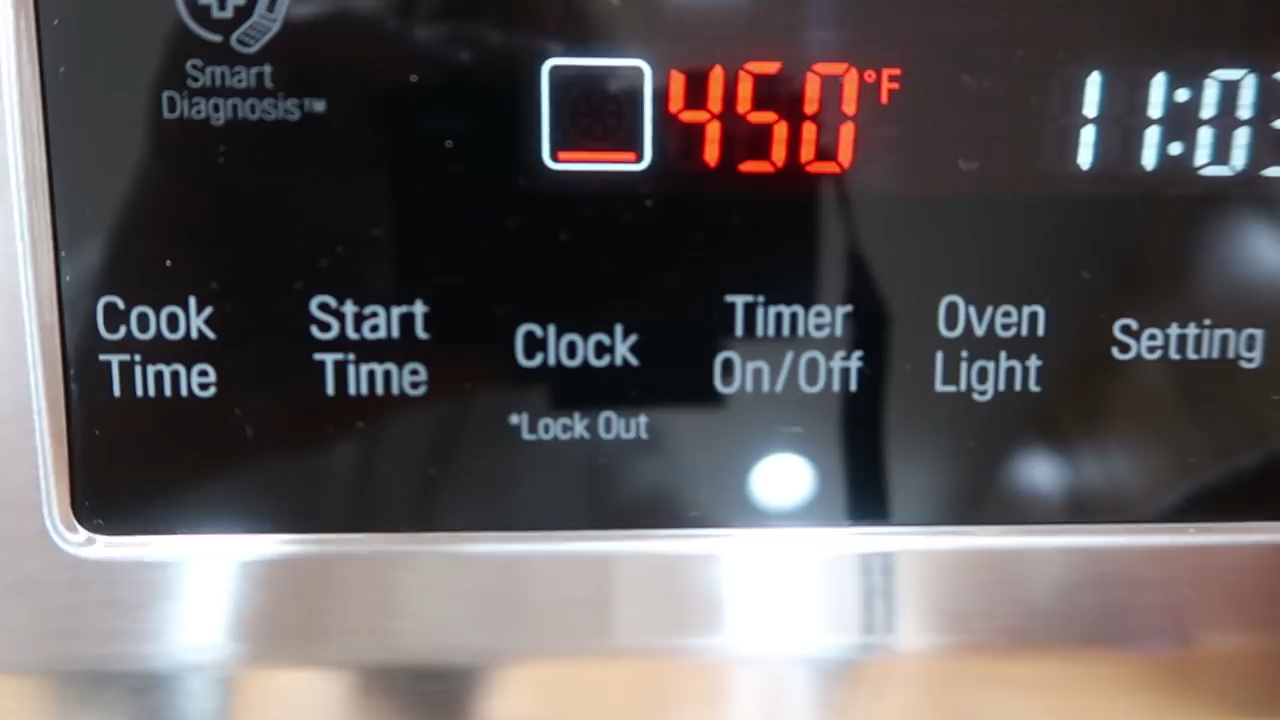 Smart
Diagnosis™
450°F
11:0
Cook
Time
Start
Time
Clock
*Lock Out
Timer
On/Off
Oven
Light
Setting